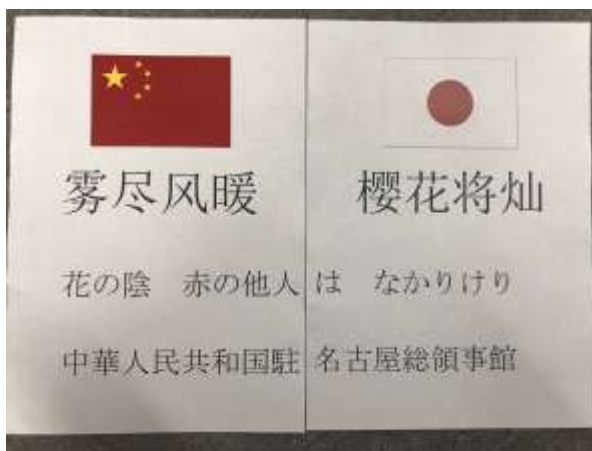 雾尽风暖 樱花将灿
花の陰 赤の他人は なかりけり
中華人民共和国駐名古屋総領事館